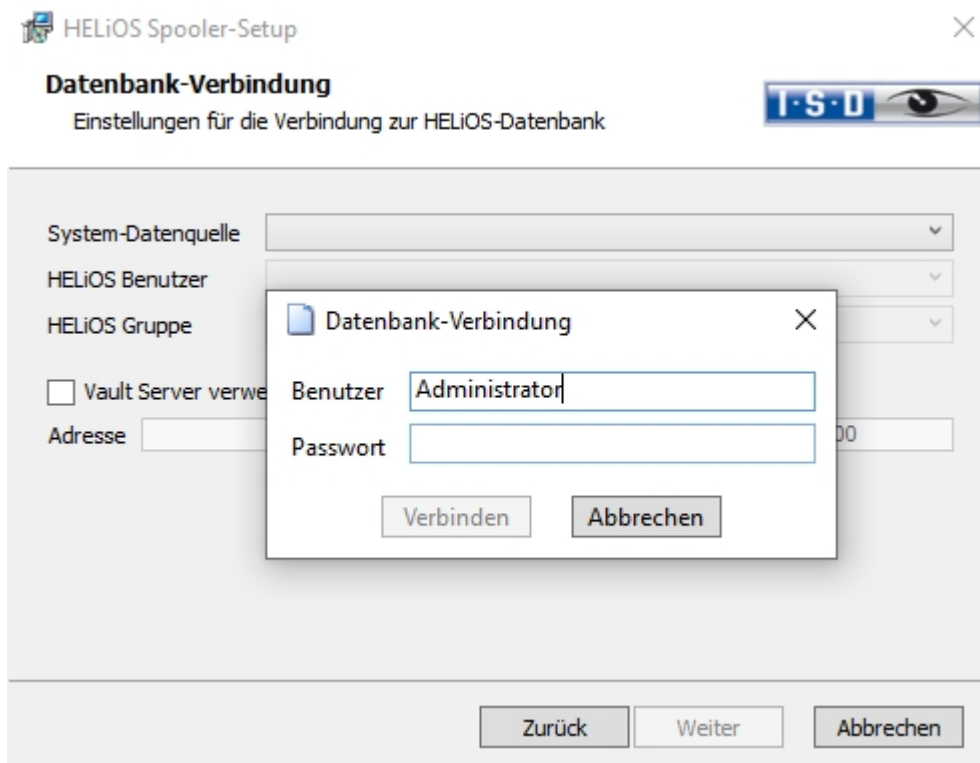 HELiOS Spooler-Setup
Datenbank-Verbindung
Einstellungen für die Verbindung zur HELiOS-Datenbank
I·S·D
System-Datenquelle
HELiOS Benutzer
HELiOS Gruppe
Datenbank-Verbindung
Vault Server verwe
Benutzer Administrator
Adresse 00
Passwort
Verbinden Abbrechen
Zurück Weiter Abbrechen